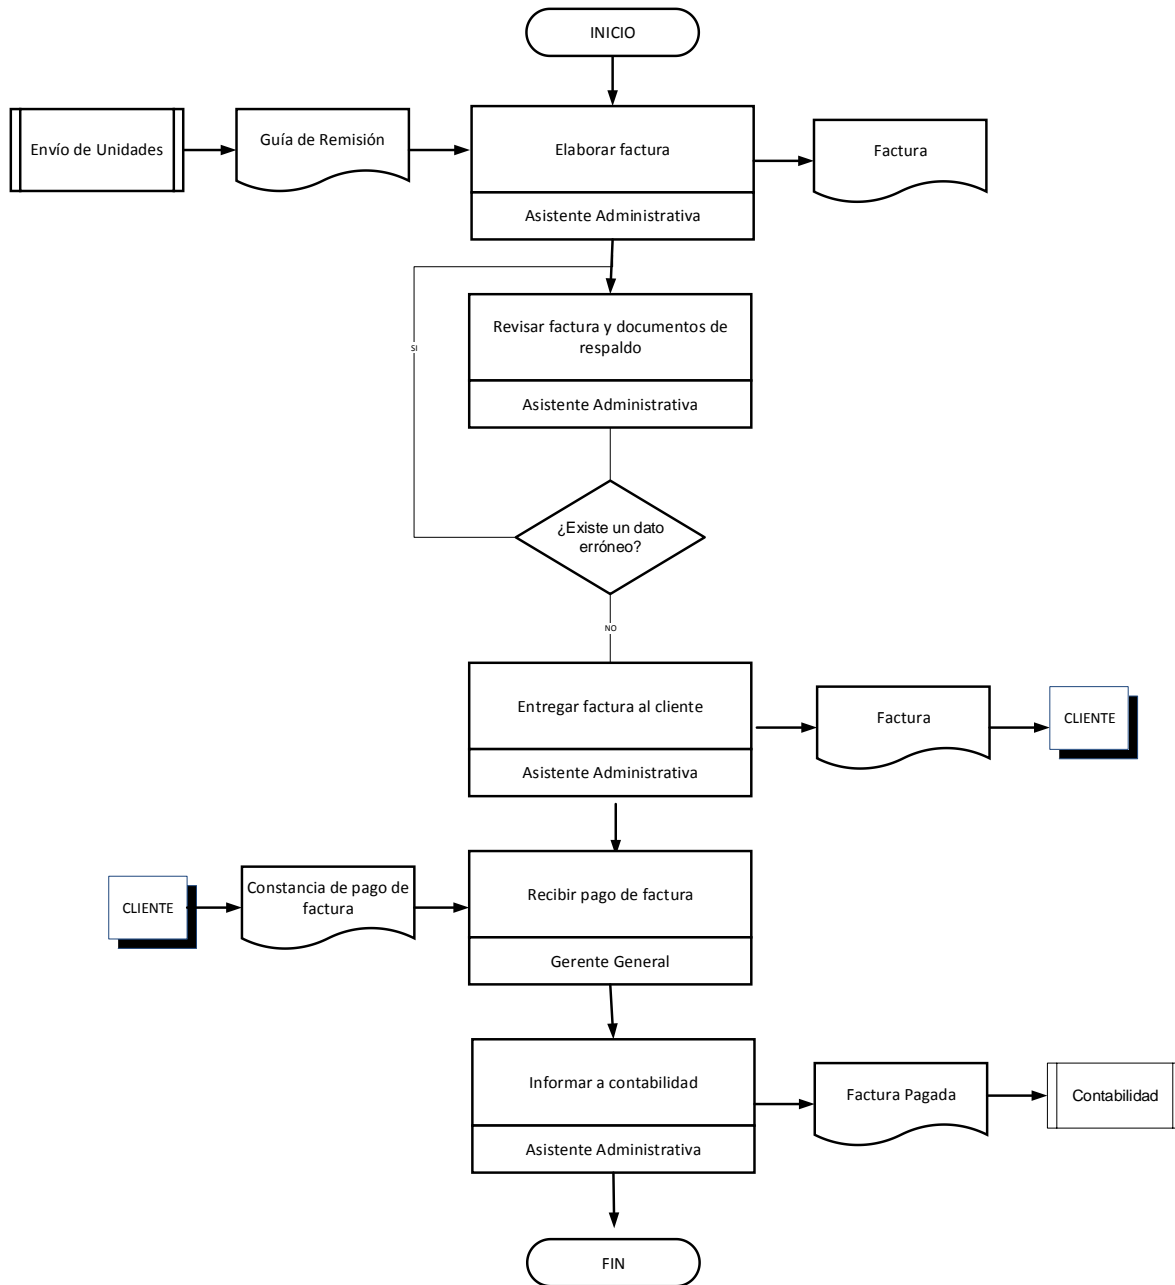 INICIO
Envío de Unidades
Guía de Remisión
Elaborar factura
Factura
Asistente Administrativa
Revisar factura y documentos de
respaldo
SI
Asistente Administrativa
¿Existe un dato
erróneo?
NO
Entregar factura al cliente
Factura
CLIENTE
Asistente Administrativa
CLIENTE
Constancia de pago de
factura
Recibir pago de factura
Gerente General
Informar a contabilidad
Factura Pagada
Contabilidad
Asistente Administrativa
FIN